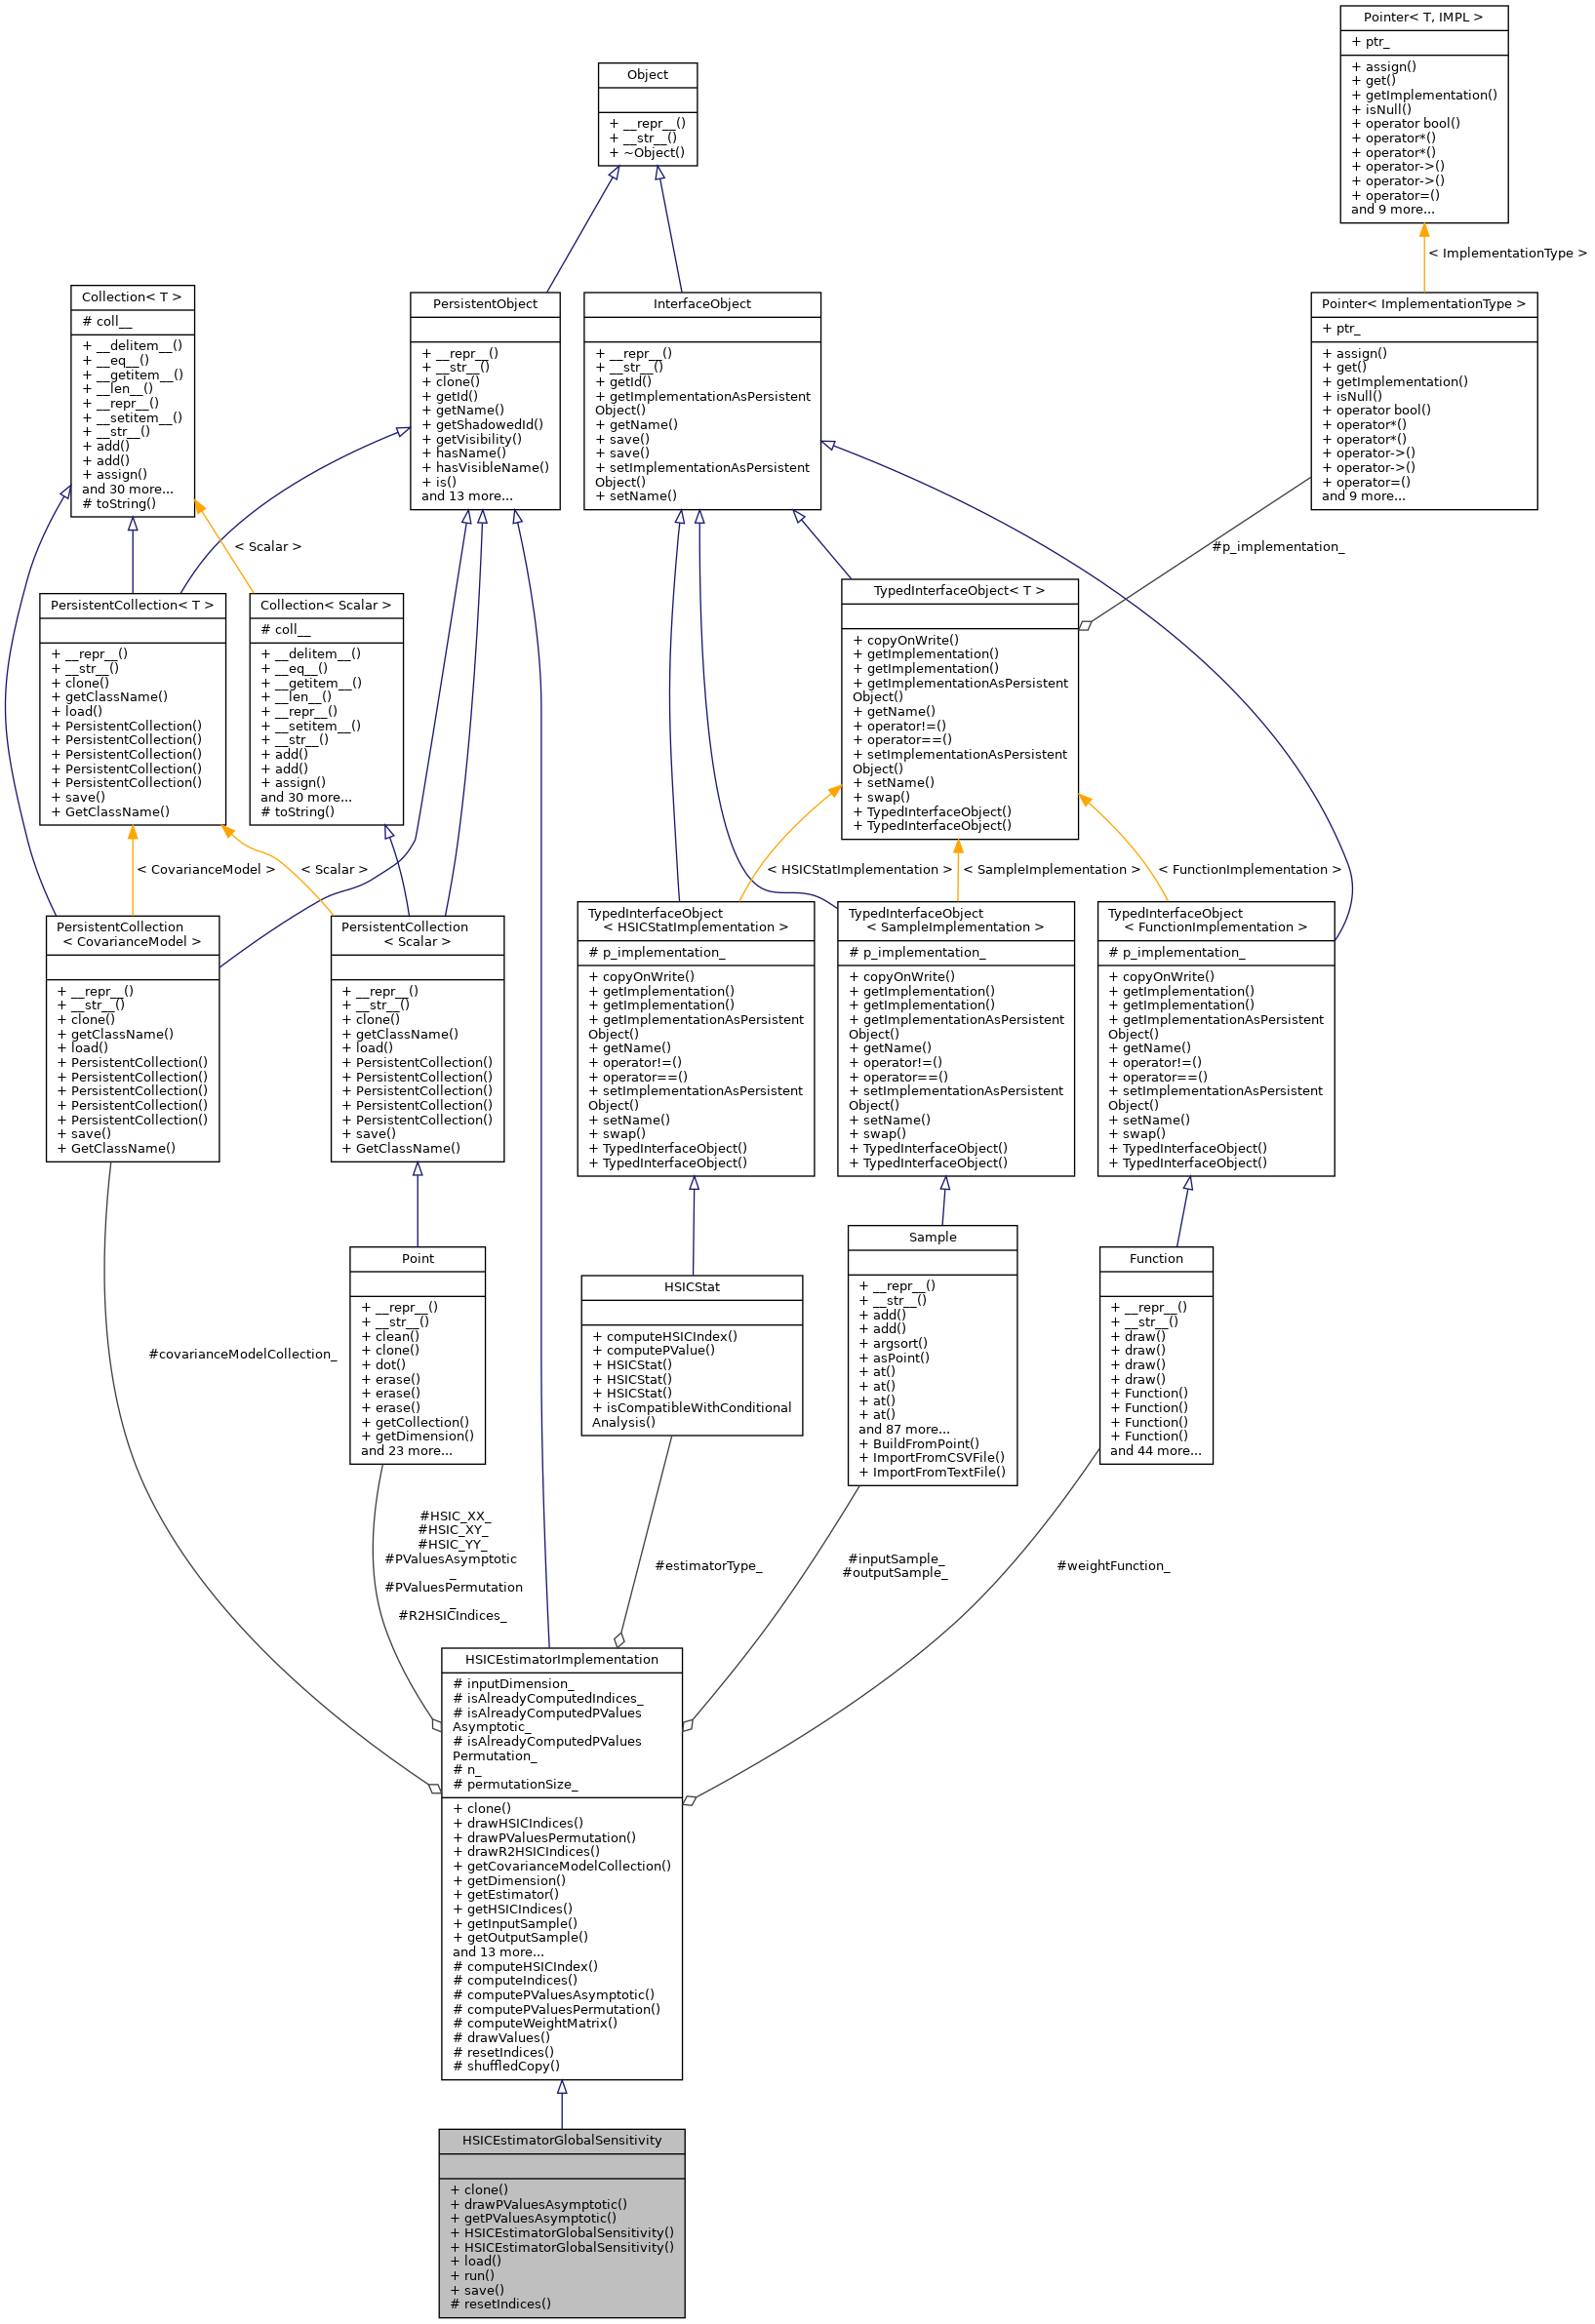 Pointer< T, IMPL >
+ ptr_
+ assign()
+ get()
+ getImplementation()
+ isNull()
+ operator bool()
+ operator*()
+ operator*()
+ operator->()
+ operator->()
+ operator=()
and 9 more...
Object
+ __repr__()
+ __str__()
+ ~Object()
< ImplementationType >
Collection< T >
# coll__
+ __delitem__()
+ __eq__()
+ __getitem__()
+ __len__()
+ __repr__()
+ __setitem__()
+ __str__()
+ add()
+ add()
+ assign()
and 30 more...
# toString()
PersistentObject
+ __repr__()
+ __str__()
+ clone()
+ getId()
+ getName()
+ getShadowedId()
+ getVisibility()
+ hasName()
+ hasVisibleName()
+ is()
and 13 more...
InterfaceObject
+ __repr__()
+ __str__()
+ getId()
+ getImplementationAsPersistent
Object()
+ getName()
+ save()
+ save()
+ setImplementationAsPersistent
Object()
+ setName()
Pointer< ImplementationType >
+ ptr_
+ assign()
+ get()
+ getImplementation()
+ isNull()
+ operator bool()
+ operator*()
+ operator*()
+ operator->()
+ operator->()
+ operator=()
and 9 more...
< Scalar >
#p_implementation_
PersistentCollection< T >
+ __repr__()
+ __str__()
+ clone()
+ getClassName()
+ load()
+ PersistentCollection()
+ PersistentCollection()
+ PersistentCollection()
+ PersistentCollection()
+ PersistentCollection()
+ save()
+ GetClassName()
Collection< Scalar >
# coll__
+ __delitem__()
+ __eq__()
+ __getitem__()
+ __len__()
+ __repr__()
+ __setitem__()
+ __str__()
+ add()
+ add()
+ assign()
and 30 more...
# toString()
TypedInterfaceObject< T >
+ copyOnWrite()
+ getImplementation()
+ getImplementation()
+ getImplementationAsPersistent
Object()
+ getName()
+ operator!=()
+ operator==()
+ setImplementationAsPersistent
Object()
+ setName()
+ swap()
+ TypedInterfaceObject()
+ TypedInterfaceObject()
< CovarianceModel >
< Scalar >
< HSICStatImplementation >
< SampleImplementation >
< FunctionImplementation >
PersistentCollection
< CovarianceModel >
+ __repr__()
+ __str__()
+ clone()
+ getClassName()
+ load()
+ PersistentCollection()
+ PersistentCollection()
+ PersistentCollection()
+ PersistentCollection()
+ PersistentCollection()
+ save()
+ GetClassName()
PersistentCollection
< Scalar >
+ __repr__()
+ __str__()
+ clone()
+ getClassName()
+ load()
+ PersistentCollection()
+ PersistentCollection()
+ PersistentCollection()
+ PersistentCollection()
+ PersistentCollection()
+ save()
+ GetClassName()
TypedInterfaceObject
< HSICStatImplementation >
# p_implementation_
+ copyOnWrite()
+ getImplementation()
+ getImplementation()
+ getImplementationAsPersistent
Object()
+ getName()
+ operator!=()
+ operator==()
+ setImplementationAsPersistent
Object()
+ setName()
+ swap()
+ TypedInterfaceObject()
+ TypedInterfaceObject()
TypedInterfaceObject
< SampleImplementation >
# p_implementation_
+ copyOnWrite()
+ getImplementation()
+ getImplementation()
+ getImplementationAsPersistent
Object()
+ getName()
+ operator!=()
+ operator==()
+ setImplementationAsPersistent
Object()
+ setName()
+ swap()
+ TypedInterfaceObject()
+ TypedInterfaceObject()
TypedInterfaceObject
< FunctionImplementation >
# p_implementation_
+ copyOnWrite()
+ getImplementation()
+ getImplementation()
+ getImplementationAsPersistent
Object()
+ getName()
+ operator!=()
+ operator==()
+ setImplementationAsPersistent
Object()
+ setName()
+ swap()
+ TypedInterfaceObject()
+ TypedInterfaceObject()
#covarianceModelCollection_
Point
+ __repr__()
+ __str__()
+ clean()
+ clone()
+ dot()
+ erase()
+ erase()
+ erase()
+ getCollection()
+ getDimension()
and 23 more...
HSICStat
+ computeHSICIndex()
+ computePValue()
+ HSICStat()
+ HSICStat()
+ HSICStat()
+ isCompatibleWithConditional
Analysis()
Sample
+ __repr__()
+ __str__()
+ add()
+ add()
+ argsort()
+ asPoint()
+ at()
+ at()
+ at()
+ at()
and 87 more...
+ BuildFromPoint()
+ ImportFromCSVFile()
+ ImportFromTextFile()
Function
+ __repr__()
+ __str__()
+ draw()
+ draw()
+ draw()
+ draw()
+ Function()
+ Function()
+ Function()
+ Function()
and 44 more...
#HSIC_XX_
#HSIC_XY_
#HSIC_YY_
#PValuesAsymptotic
_
#PValuesPermutation
_
#R2HSICIndices_
#estimatorType_
#inputSample_
#outputSample_
#weightFunction_
HSICEstimatorImplementation
# inputDimension_
# isAlreadyComputedIndices_
# isAlreadyComputedPValues
Asymptotic_
# isAlreadyComputedPValues
Permutation_
# n_
# permutationSize_
+ clone()
+ drawHSICIndices()
+ drawPValuesPermutation()
+ drawR2HSICIndices()
+ getCovarianceModelCollection()
+ getDimension()
+ getEstimator()
+ getHSICIndices()
+ getInputSample()
+ getOutputSample()
and 13 more...
# computeHSICIndex()
# computeIndices()
# computePValuesAsymptotic()
# computePValuesPermutation()
# computeWeightMatrix()
# drawValues()
# resetIndices()
# shuffledCopy()
HSICEstimatorGlobalSensitivity
+ clone()
+ drawPValuesAsymptotic()
+ getPValuesAsymptotic()
+ HSICEstimatorGlobalSensitivity()
+ HSICEstimatorGlobalSensitivity()
+ load()
+ run()
+ save()
# resetIndices()